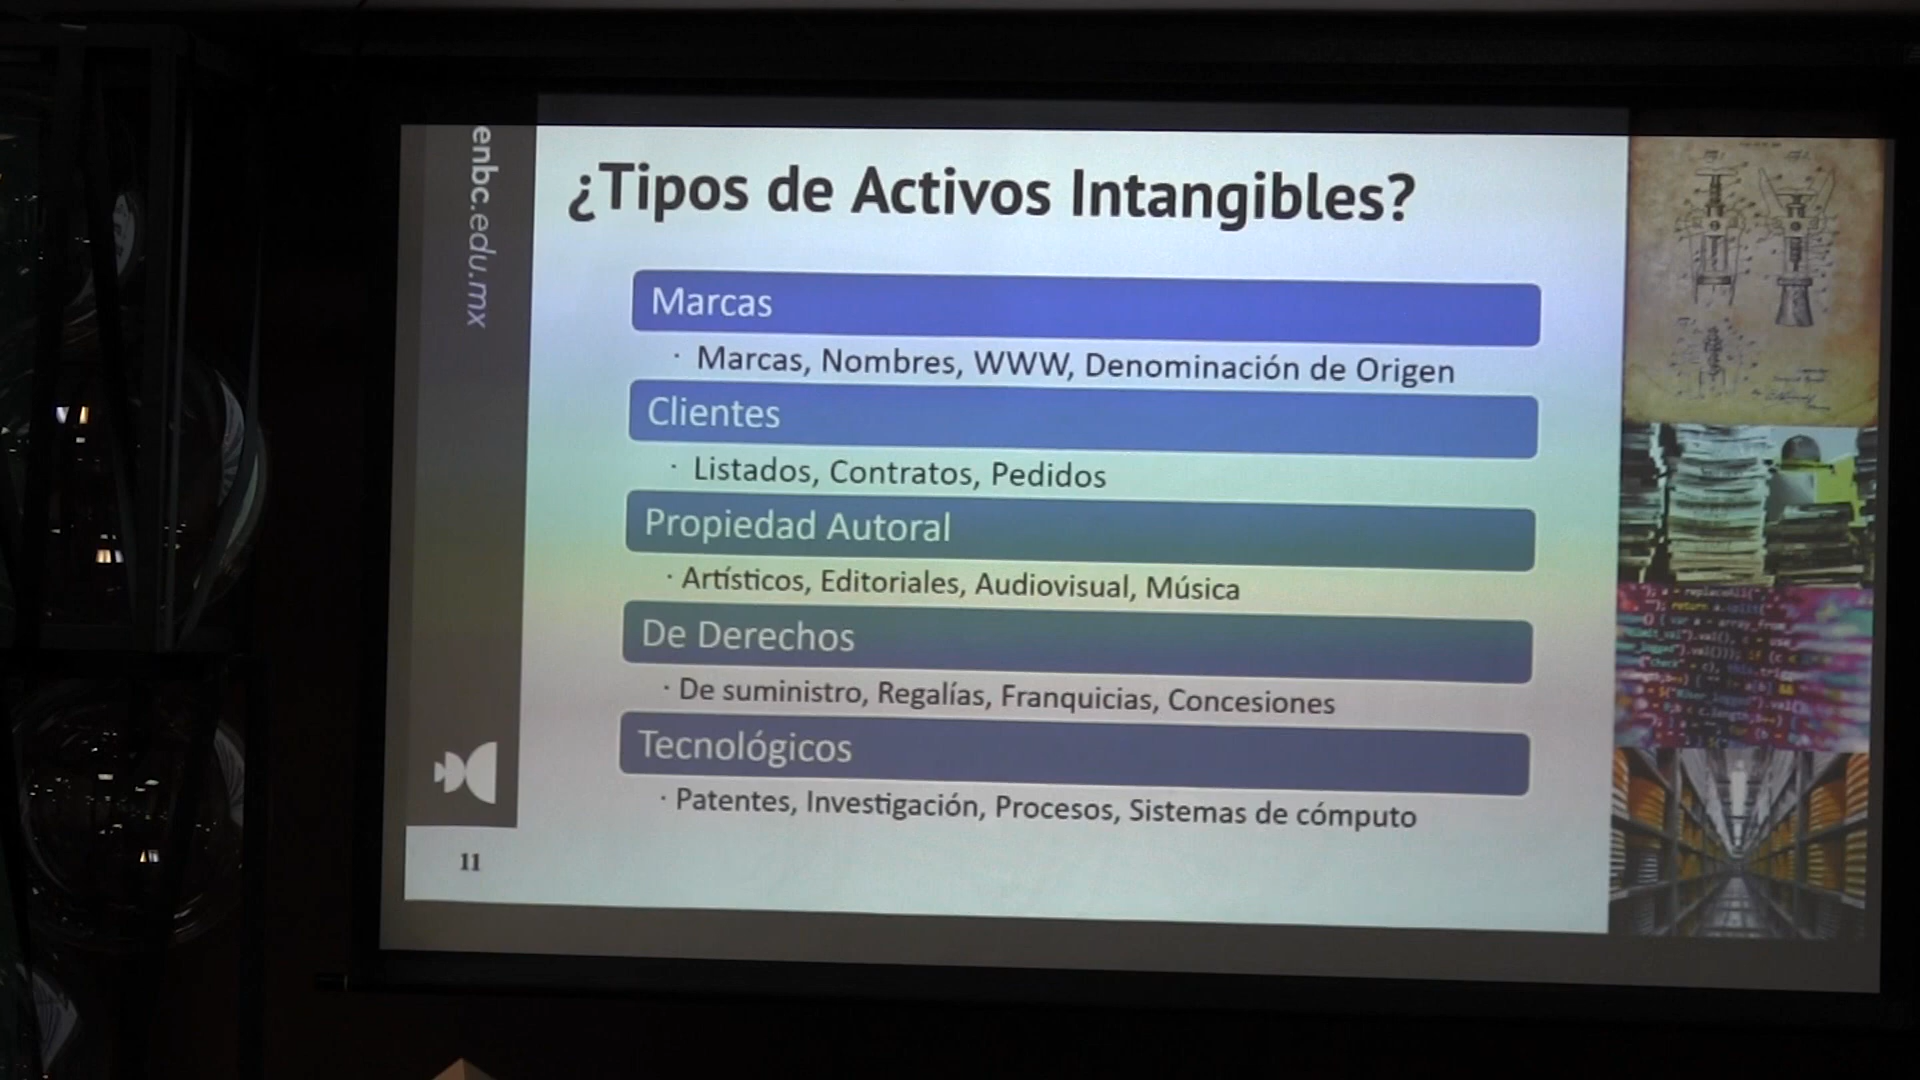 enbc.edu.mx
¿Tipos de Activos Intangibles?
Marcas
· Marcas, Nombres, WWW, Denominación de Origen
Clientes
· Listados, Contratos, Pedidos
Propiedad Autoral
· Artísticos, Editoriales, Audiovisual, Música
De Derechos
· De suministro, Regalías, Franquicias, Concesiones
Tecnológicos
· Patentes, Investigación, Procesos, Sistemas de cómputo
11